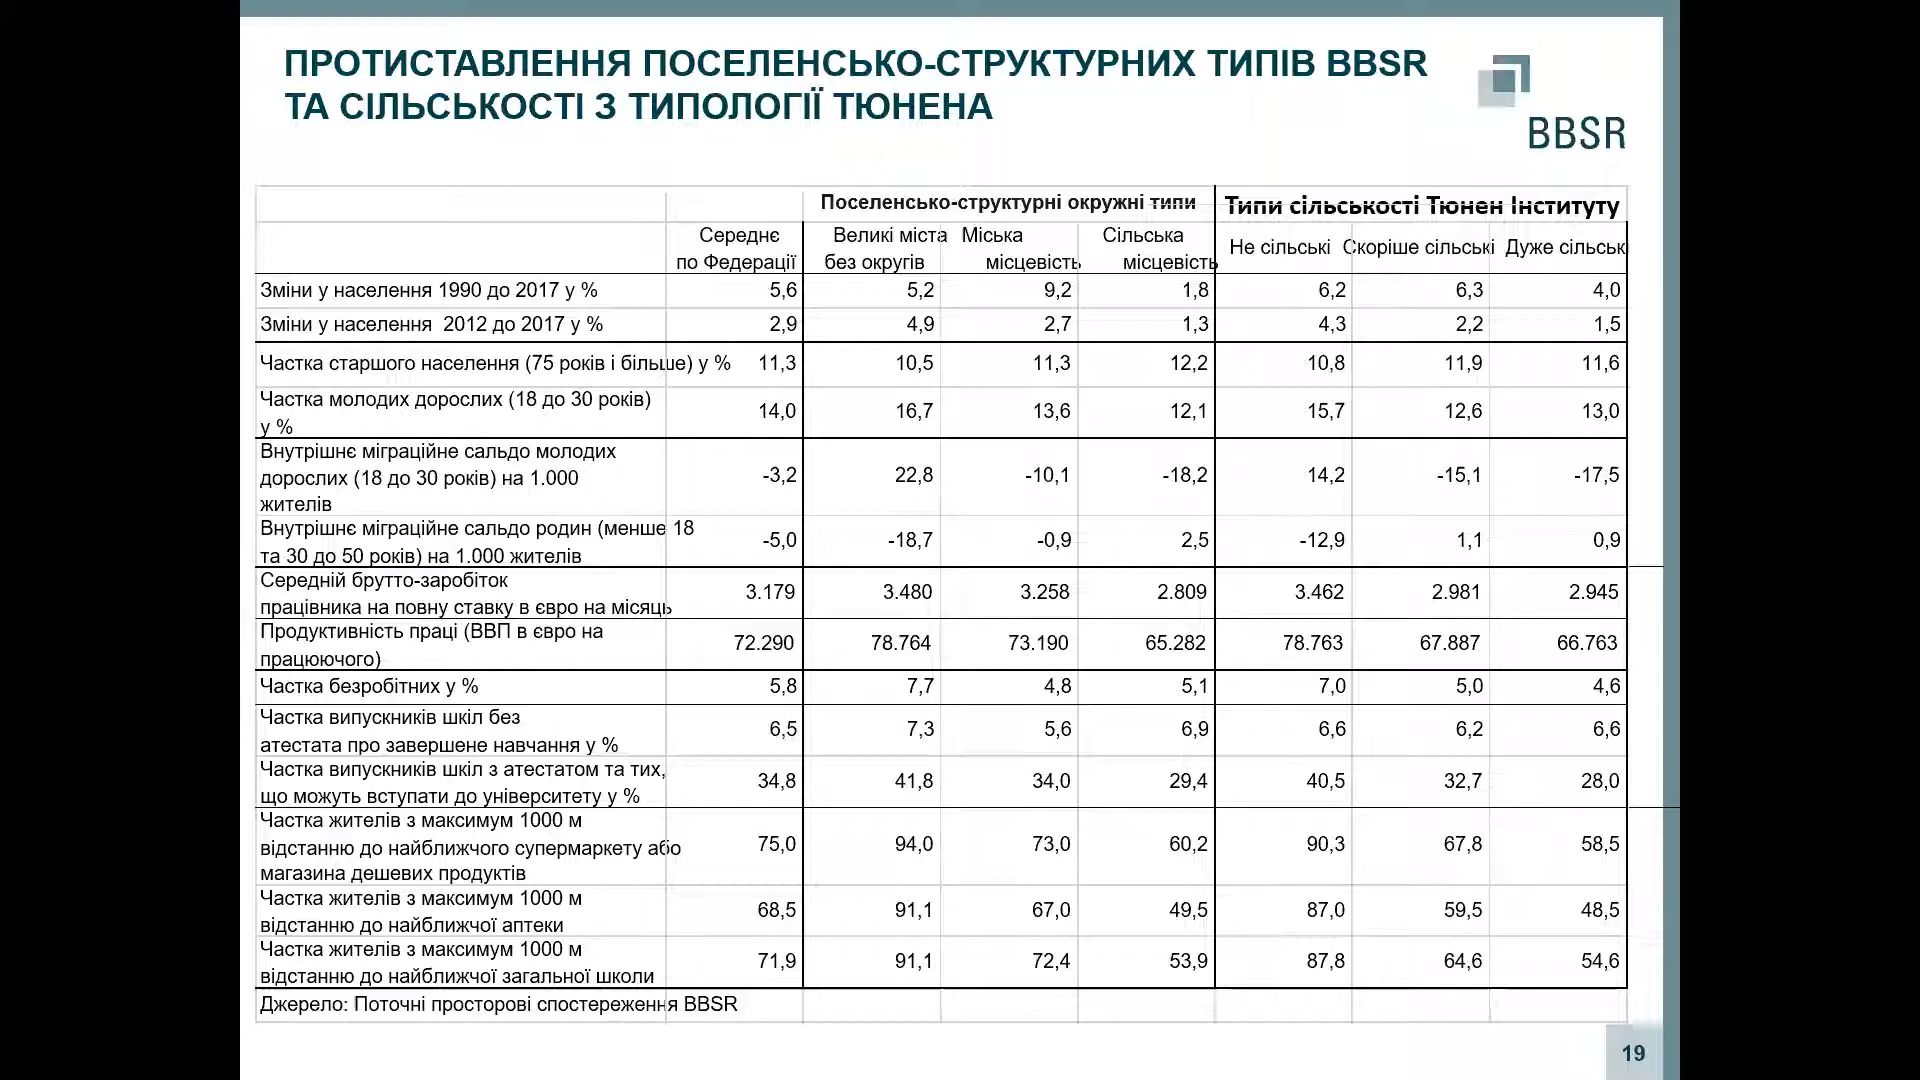 ПРОТИСТАВЛЕННЯ ПОСЕЛЕНСЬКО-СТРУКТУРНИХ ТИПІВ BBSR
ТА СІЛЬСЬКОСТІ З ТИПОЛОГІЇ ТЮНЕНА
BBSR
Поселенсько-структурні окружні типи Типи сільськості Тюнен Інституту
Середнє Великі міста Міська Сільська
по Федерації без округів місцевість місцевість Не сільські Скоріше сільські Дуже сільськ
Зміни у населення 1990 до 2017 у % 5,6 5,2 9,2 1,8 6,2 6,3 4,0
Зміни у населення 2012 до 2017 у % 2,9 4,9 2,7 1,3 4,3 2,2 1,5
Частка старшого населення (75 років і більше) у % 11,3 10,5 11,3 12,2 10,8 11,9 11,6
Частка молодих дорослих (18 до 30 років)
у % 14,0 16,7 13,6 12,1 15,7 12,6 13,0
Внутрішнє міграційне сальдо молодих
дорослих (18 до 30 років) на 1.000 -3,2 22,8 -10,1 -18,2 14,2 -15,1 -17,5
жителів
Внутрішнє міграційне сальдо родин (менше 18
та 30 до 50 років) на 1.000 жителів -5,0 -18,7 -0,9 2,5 -12,9 1,1 0,9
Середній брутто-заробіток
працівника на повну ставку в євро на місяць 3.179 3.480 3.258 2.809 3.462 2.981 2.945
Продуктивність праці (ВВП в євро на
працюючого) 72.290 78.764 73.190 65.282 78.763 67.887 66.763
Частка безробітних у % 5,8 7,7 4,8 5,1 7,0 5,0 4,6
Частка випускників шкіл без
атестата про завершене навчання у % 6,5 7,3 5,6 6,9 6,6 6,2 6,6
Частка випускників шкіл з атестатом та тих,
що можуть вступати до університету у % 34,8 41,8 34,0 29,4 40,5 32,7 28,0
Частка жителів з максимум 1000 м
відстанню до найближчого супермаркету або 75,0 94,0 73,0 60,2 90,3 67,8 58,5
магазина дешевих продуктів
Частка жителів з максимум 1000 м
відстанню до найближчої аптеки 68,5 91,1 67,0 49,5 87,0 59,5 48,5
Частка жителів з максимум 1000 м
відстанню до найближчої загальної школи 71,9 91,1 72,4 53,9 87,8 64,6 54,6
Джерело: Поточні просторові спостереження BBSR
19